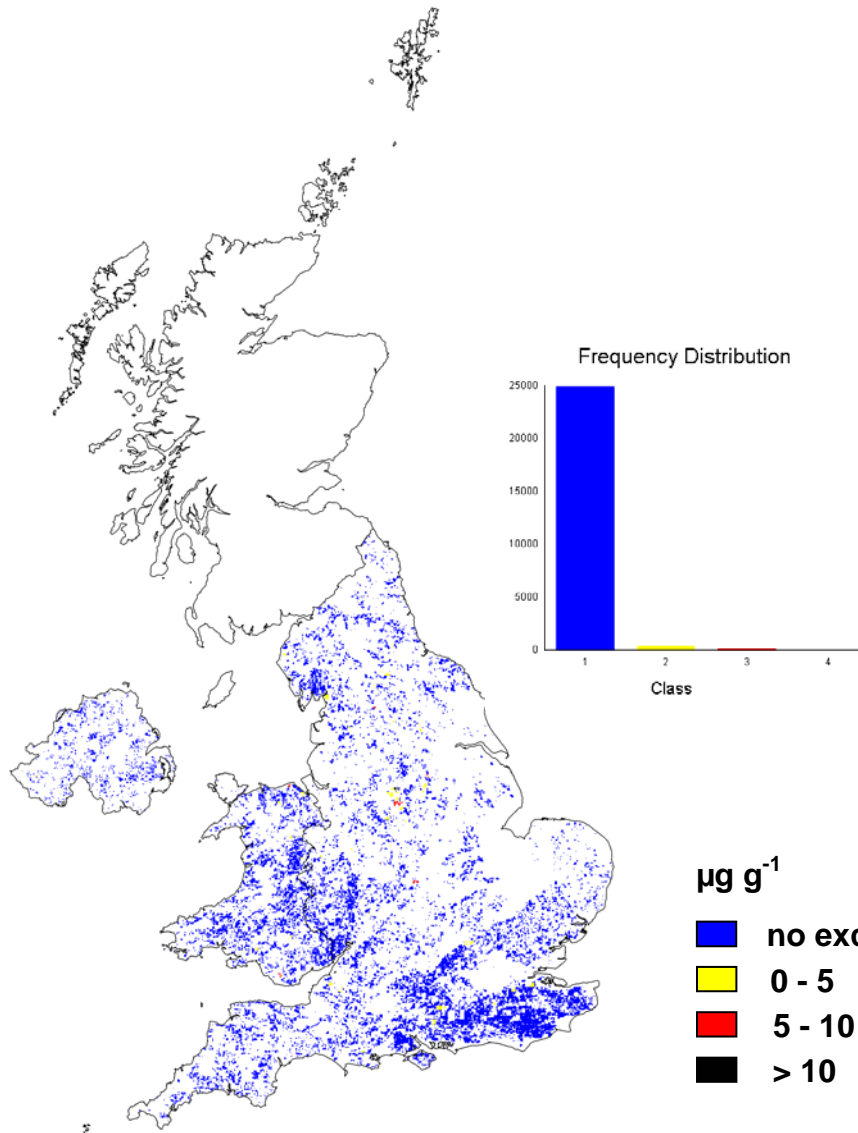 Frequency Distribution
25000
20000
15000
10000
5000
0
1 2 3 4
Class
µg g⁻¹
no exc
0 - 5
5 - 10
> 10